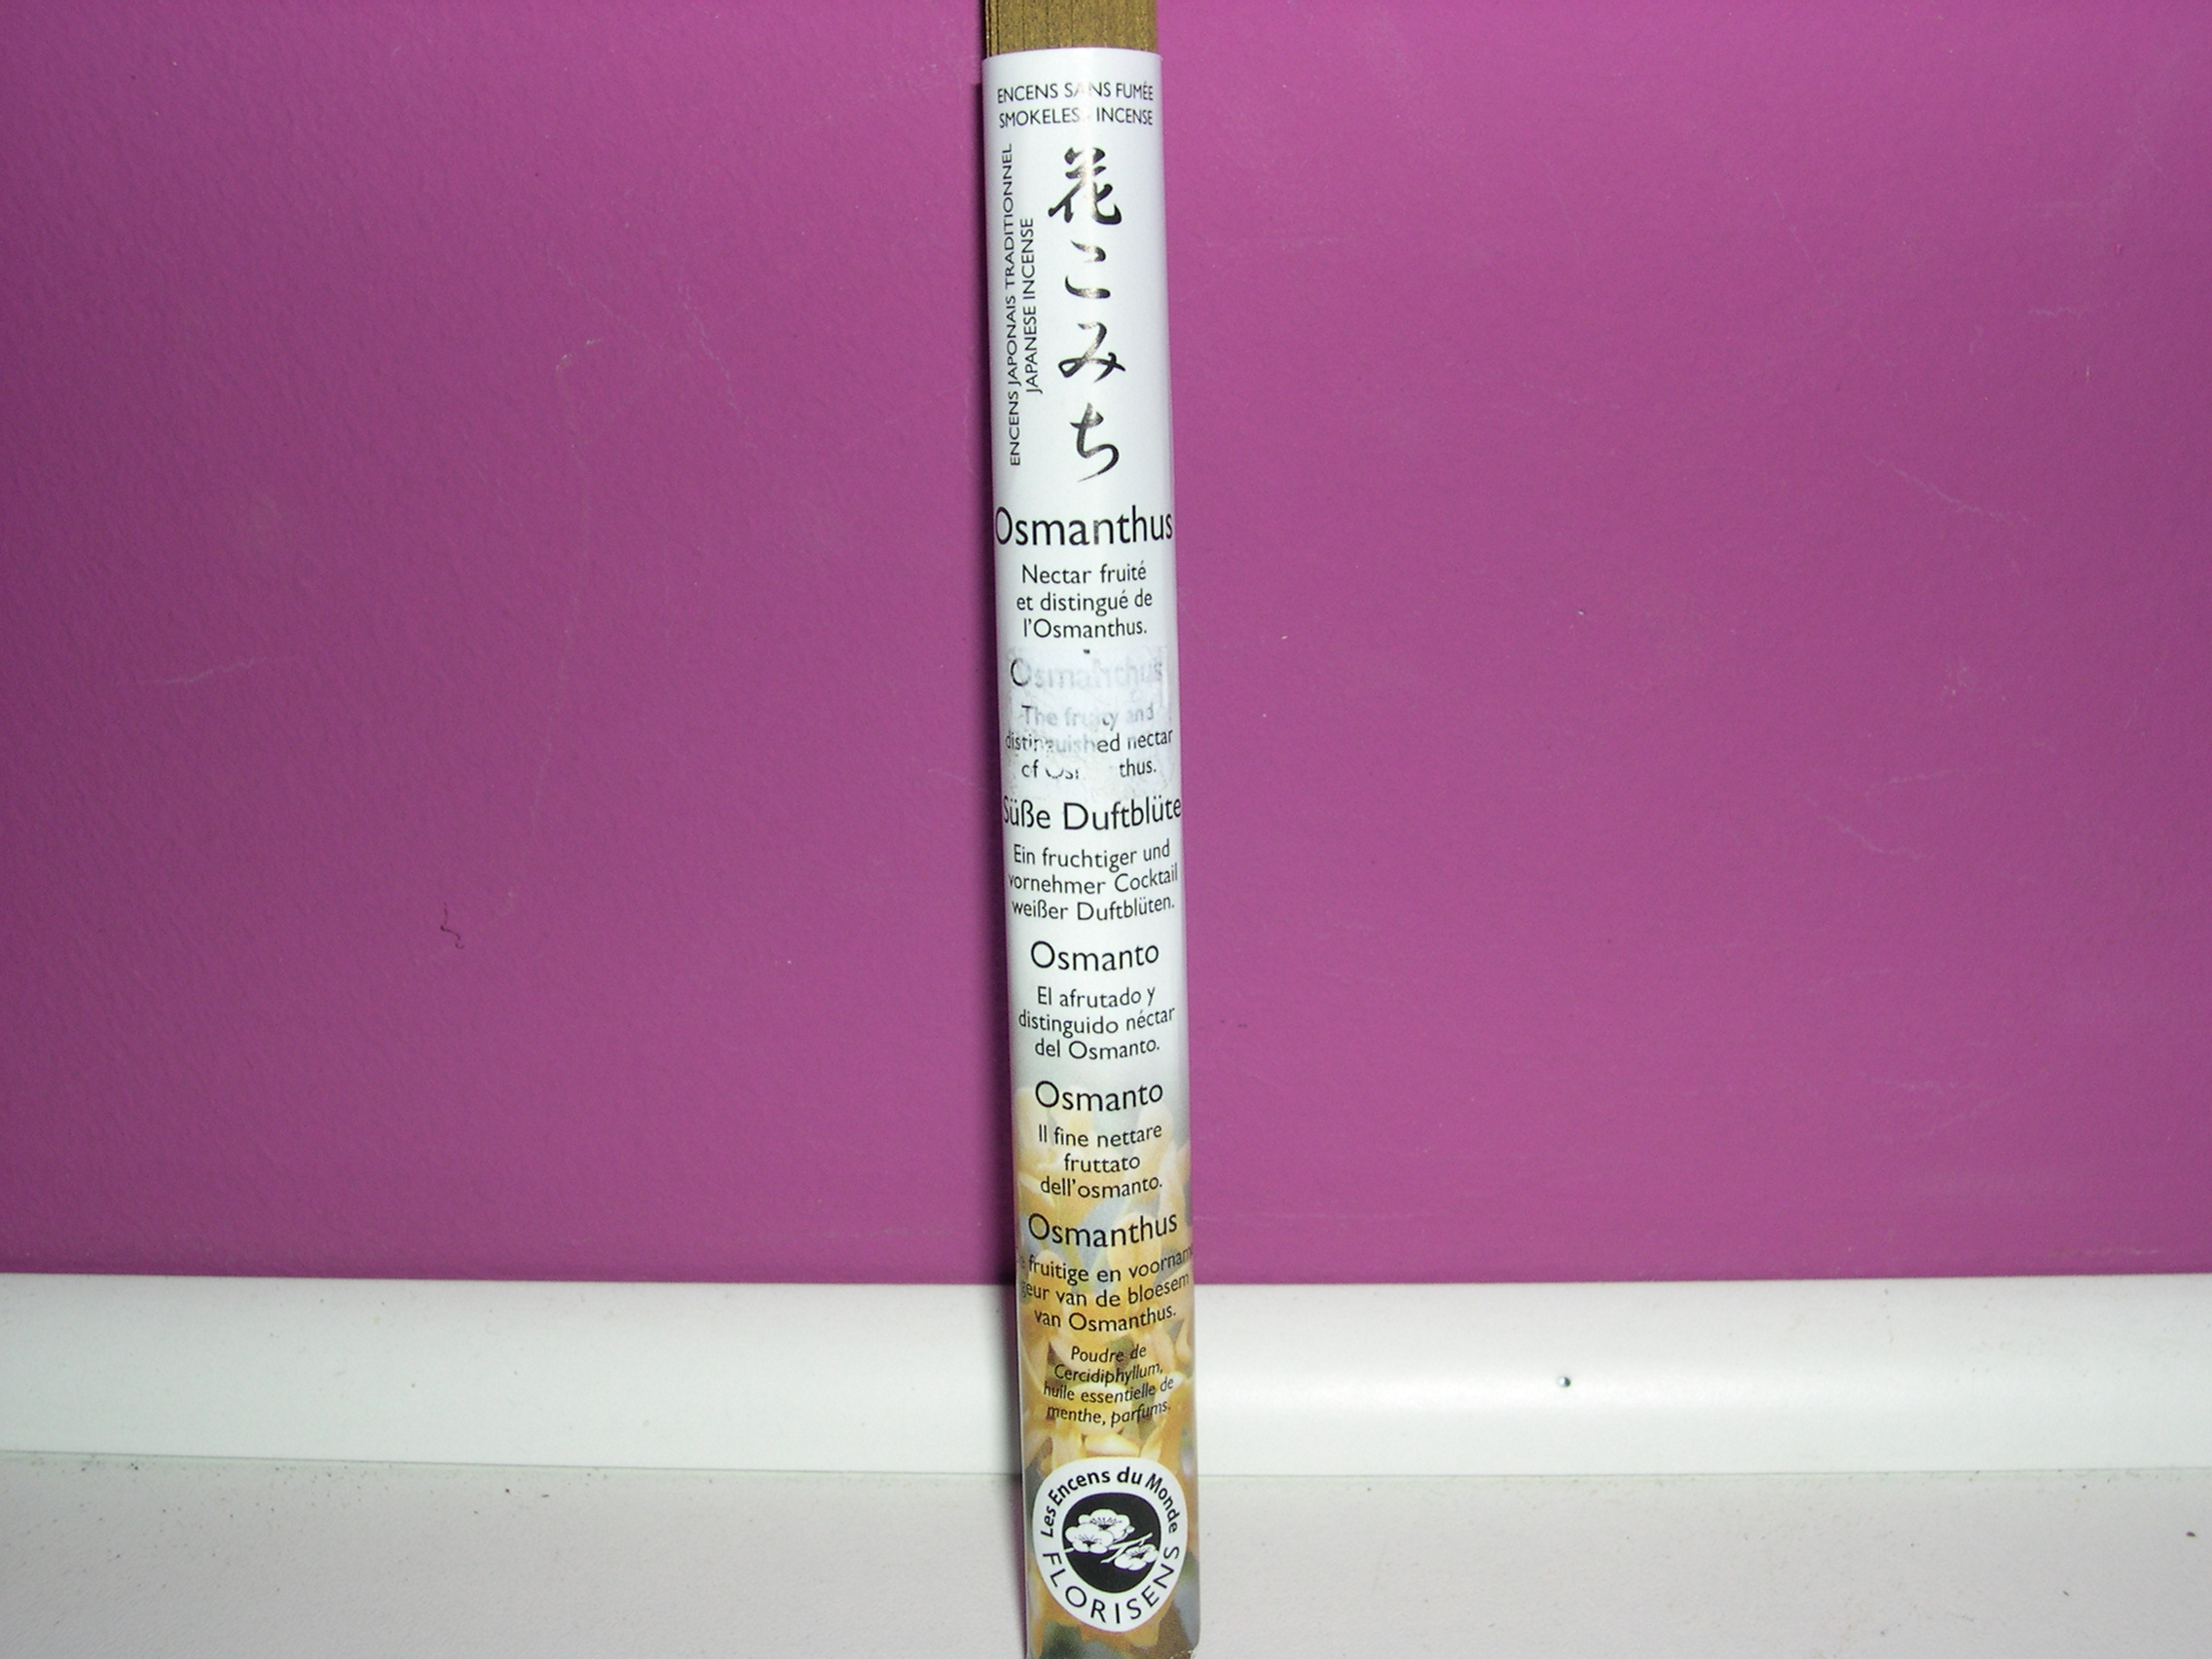 ENCENS SANS FUMÉE
SMOKELESS INCENSE
ENCENS JAPONAIS TRADITIONNEL
JAPANESE INCENSE
花こみち
Osmanthus
Nectar fruité
et distingué de
l'Osmanthus.
Osmanthus
The fruity and
distinguished nectar
of Osmanthus.
Süße Duftblüte
Ein fruchtiger und
vornehmer Cocktail
weißer Duftblüten.
Osmanto
El afrutado y
distinguido néctar
del Osmanto.
Osmanto
Il fine nettare
fruttato
dell'osmanto.
Osmanthus
fruitige en voorname
geur van de bloesem
van Osmanthus.
Poudre de
Cercidiphyllum,
huile essentielle de
menthe, parfums.
Les Encens du Monde
FLORISENS